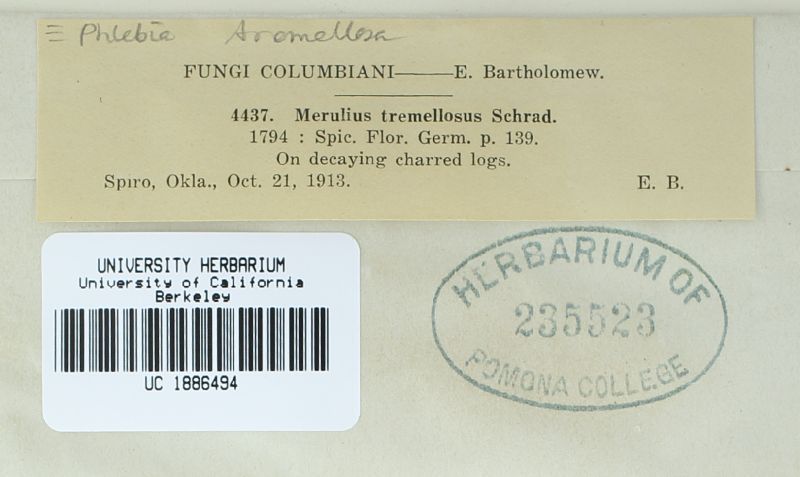 ≡ Phlebia tremellosa
FUNGI COLUMBIANI——E. Bartholomew.
4437. Merulius tremellosus Schrad.
1794 : Spic. Flor. Germ. p. 139.
On decaying charred logs.
Spiro, Okla., Oct. 21, 1913. E. B.
UNIVERSITY HERBARIUM
University of California
Berkeley
UC 1886494
HERBARIUM OF
235523
POMONA COLLEGE